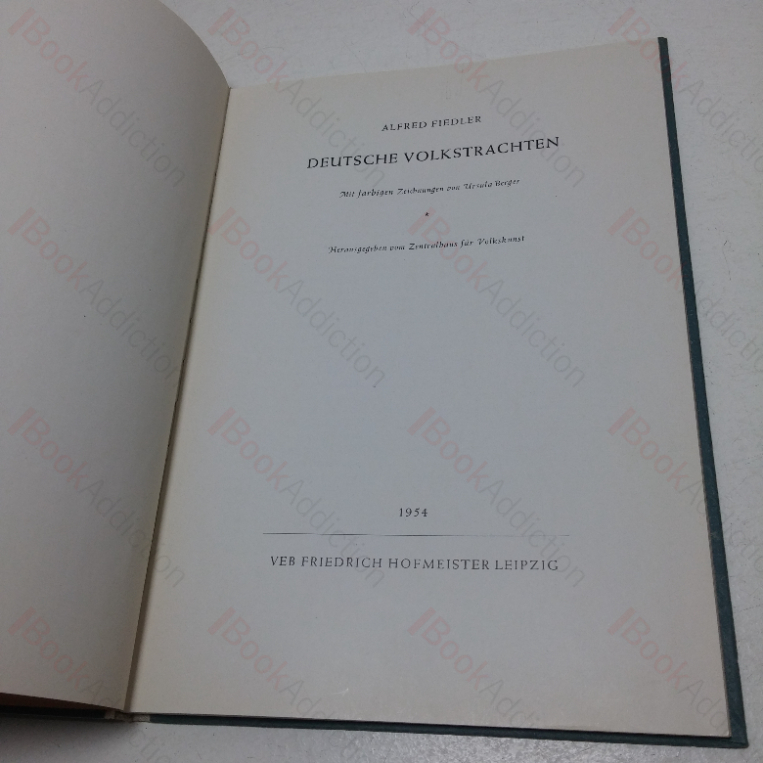 ALFRED FIEDLER
DEUTSCHE VOLKSTRACHTEN
Mit farbigen Zeichnungen von Ursula Berger
Herausgegeben vom Zentralhaus für Volkskunst
1954
VEB FRIEDRICH HOFMEISTER LEIPZIG
BookAddiction